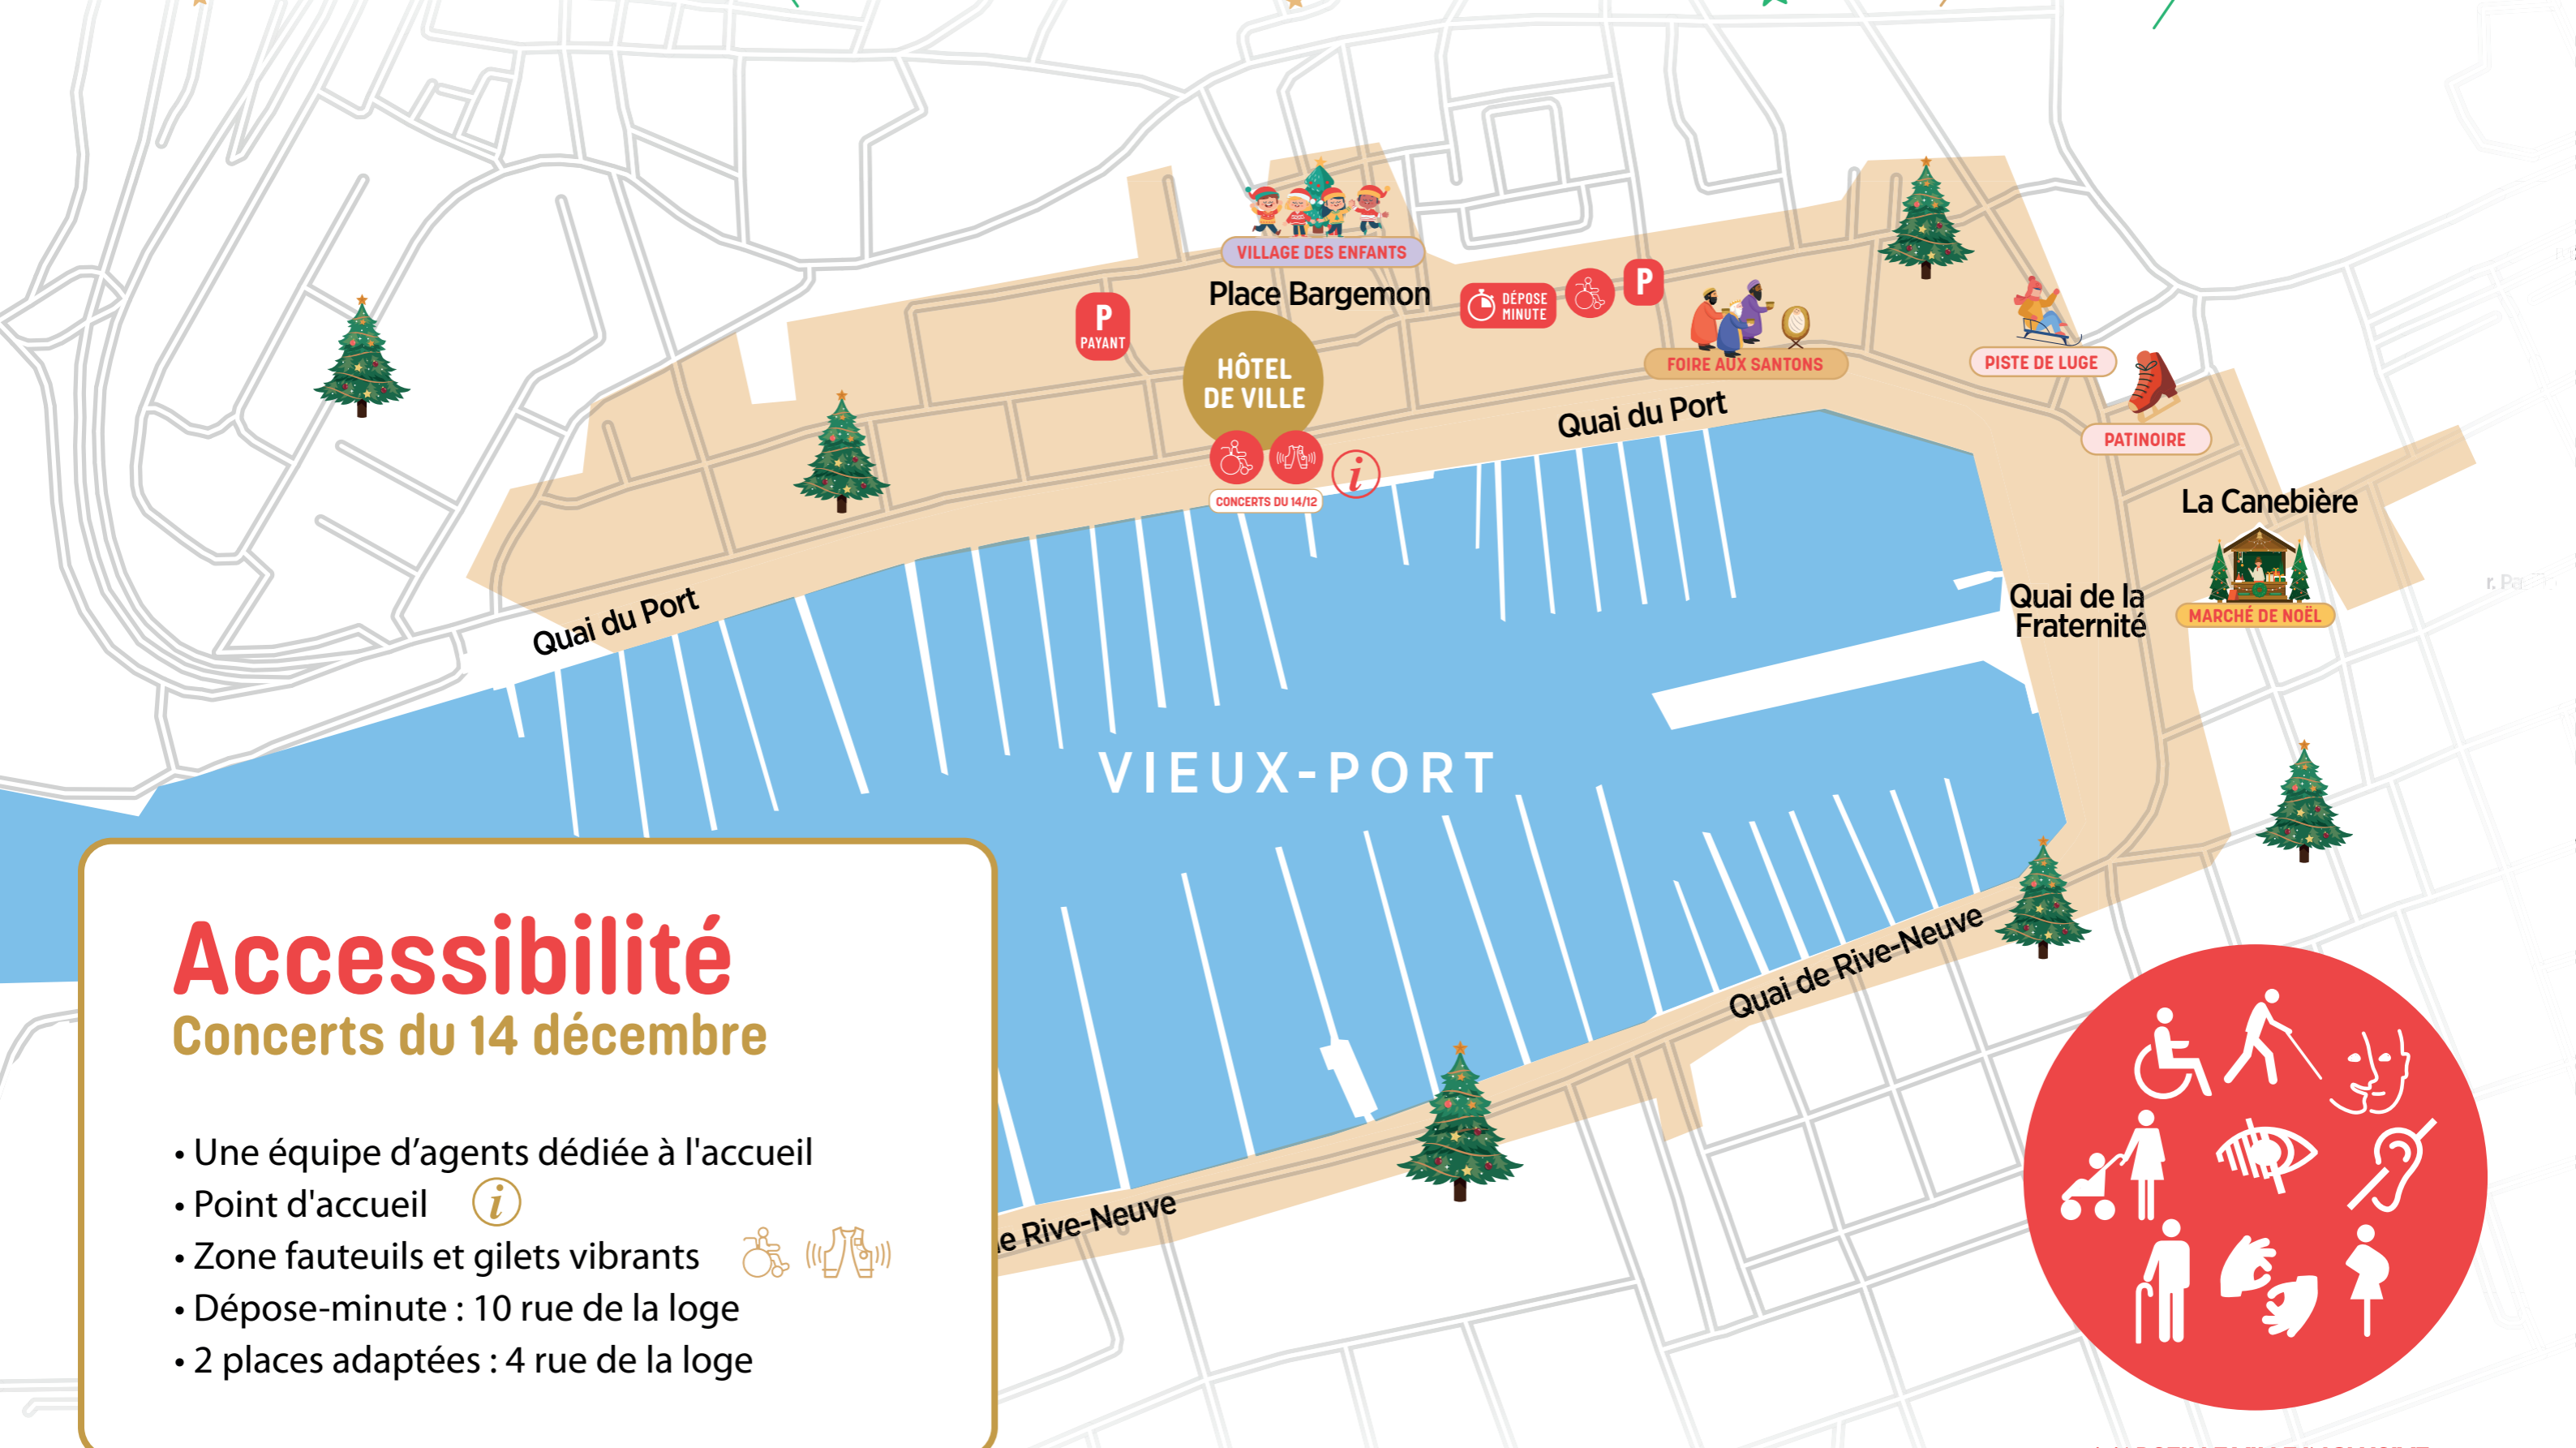 VILLAGE DES ENFANTS
Place Bargemon
P
PAYANT
DÉPOSE
MINUTE
P
HÔTEL
DE VILLE
FOIRE AUX SANTONS
PISTE DE LUGE
PATINOIRE
Quai du Port
i
CONCERTS DU 14/12
La Canebière
MARCHÉ DE NOËL
Quai de la
Fraternité
Quai du Port
VIEUX-PORT
Quai de Rive-Neuve
le Rive-Neuve
Accessibilité
Concerts du 14 décembre
• Une équipe d’agents dédiée à l'accueil
• Point d'accueil i
• Zone fauteuils et gilets vibrants
• Dépose-minute : 10 rue de la loge
• 2 places adaptées : 4 rue de la loge